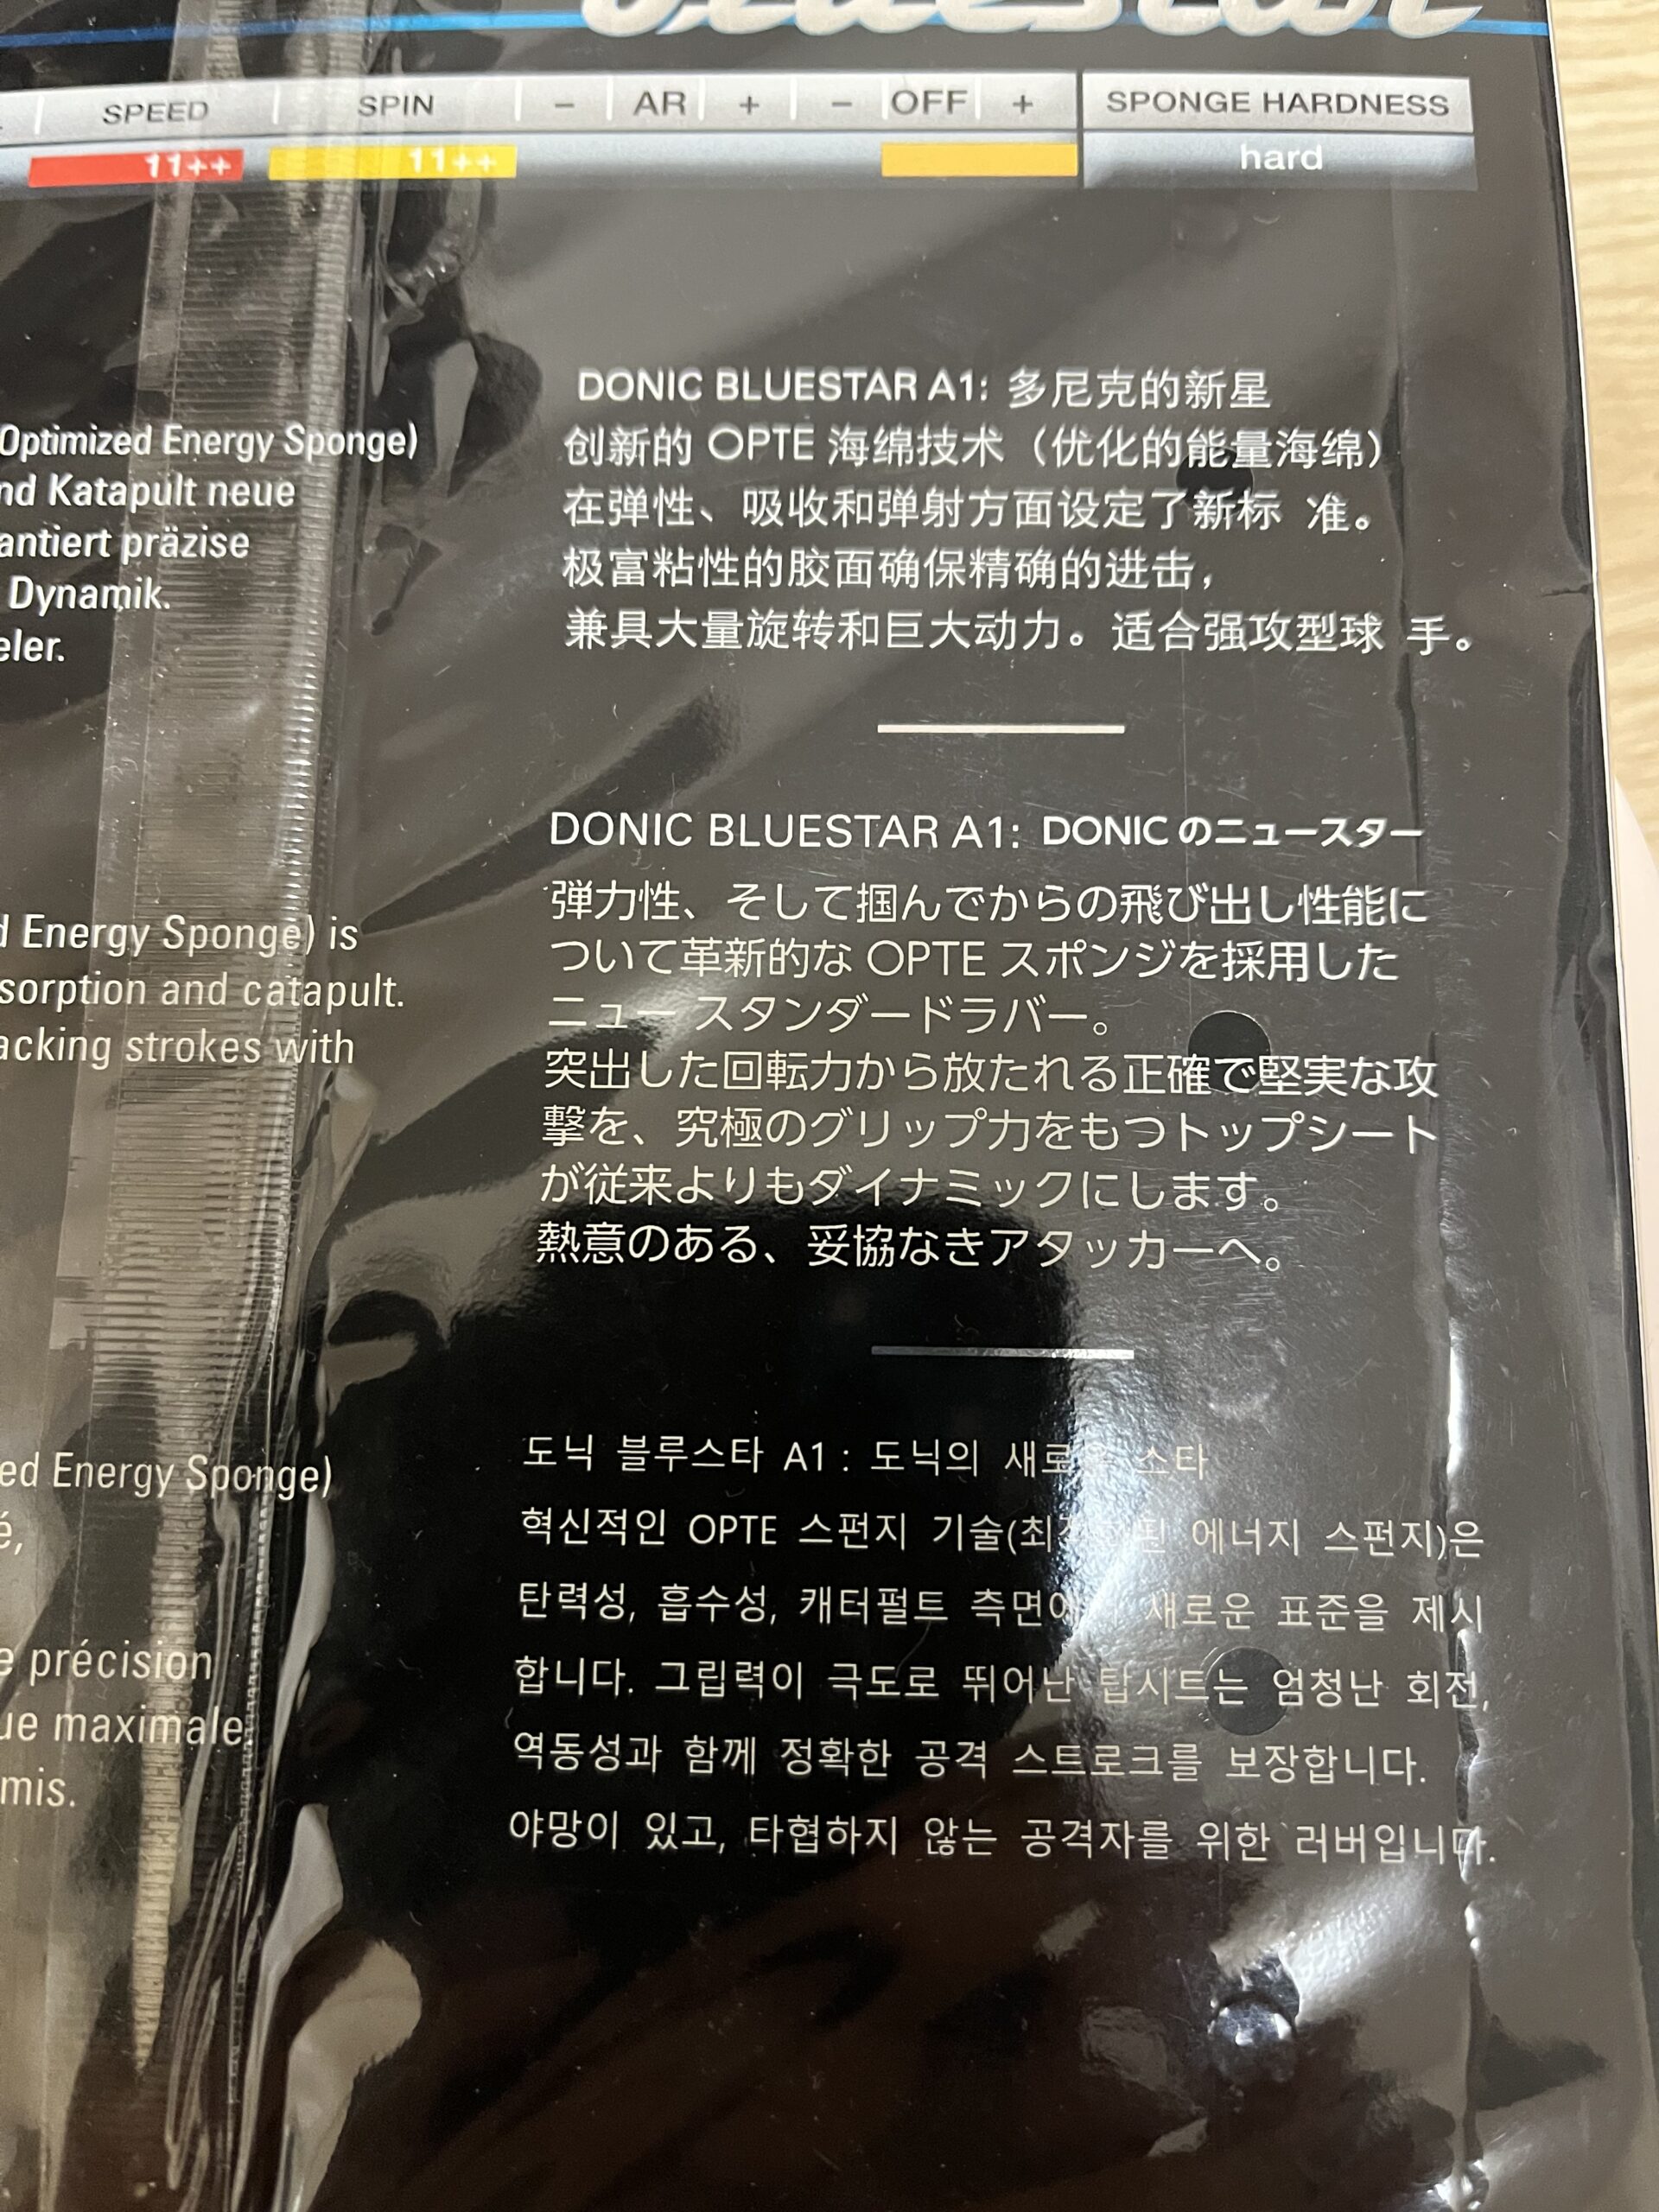 bluestar
SPEED SPIN - AR + - OFF + SPONGE HARDNESS
11++ 11++ hard
Optimized Energy Sponge)
nd Katapult neue
antiert präzise
Dynamik.
eler.
d Energy Sponge) is
sorption and catapult.
acking strokes with
ed Energy Sponge)
é,
e précision
ue maximale
mis.
DONIC BLUESTAR A1: 多尼克的新星
创新的 OPTE 海绵技术（优化的能量海绵）
在弹性、吸收和弹射方面设定了新标 准。
极富粘性的胶面确保精确的进击，
兼具大量旋转和巨大动力。适合强攻型球 手。
DONIC BLUESTAR A1: DONIC のニュースター
弾力性、そして掴んでからの飛び出し性能に
ついて革新的な OPTE スポンジを採用した
ニュー スタンダードラバー。
突出した回転力から放たれる正確で堅実な攻
撃を、究極のグリップ力をもつトップシート
が従来よりもダイナミックにします。
熱意のある、妥協なきアタッカーへ。
도닉 블루스타 A1 : 도닉의 새로운 스타
혁신적인 OPTE 스펀지 기술(최적화된 에너지 스펀지)은
탄력성, 흡수성, 캐터펄트 측면에서 새로운 표준을 제시
합니다. 그립력이 극도로 뛰어난 탑시트는 엄청난 회전,
역동성과 함께 정확한 공격 스트로크를 보장합니다.
야망이 있고, 타협하지 않는 공격자를 위한 러버입니다.